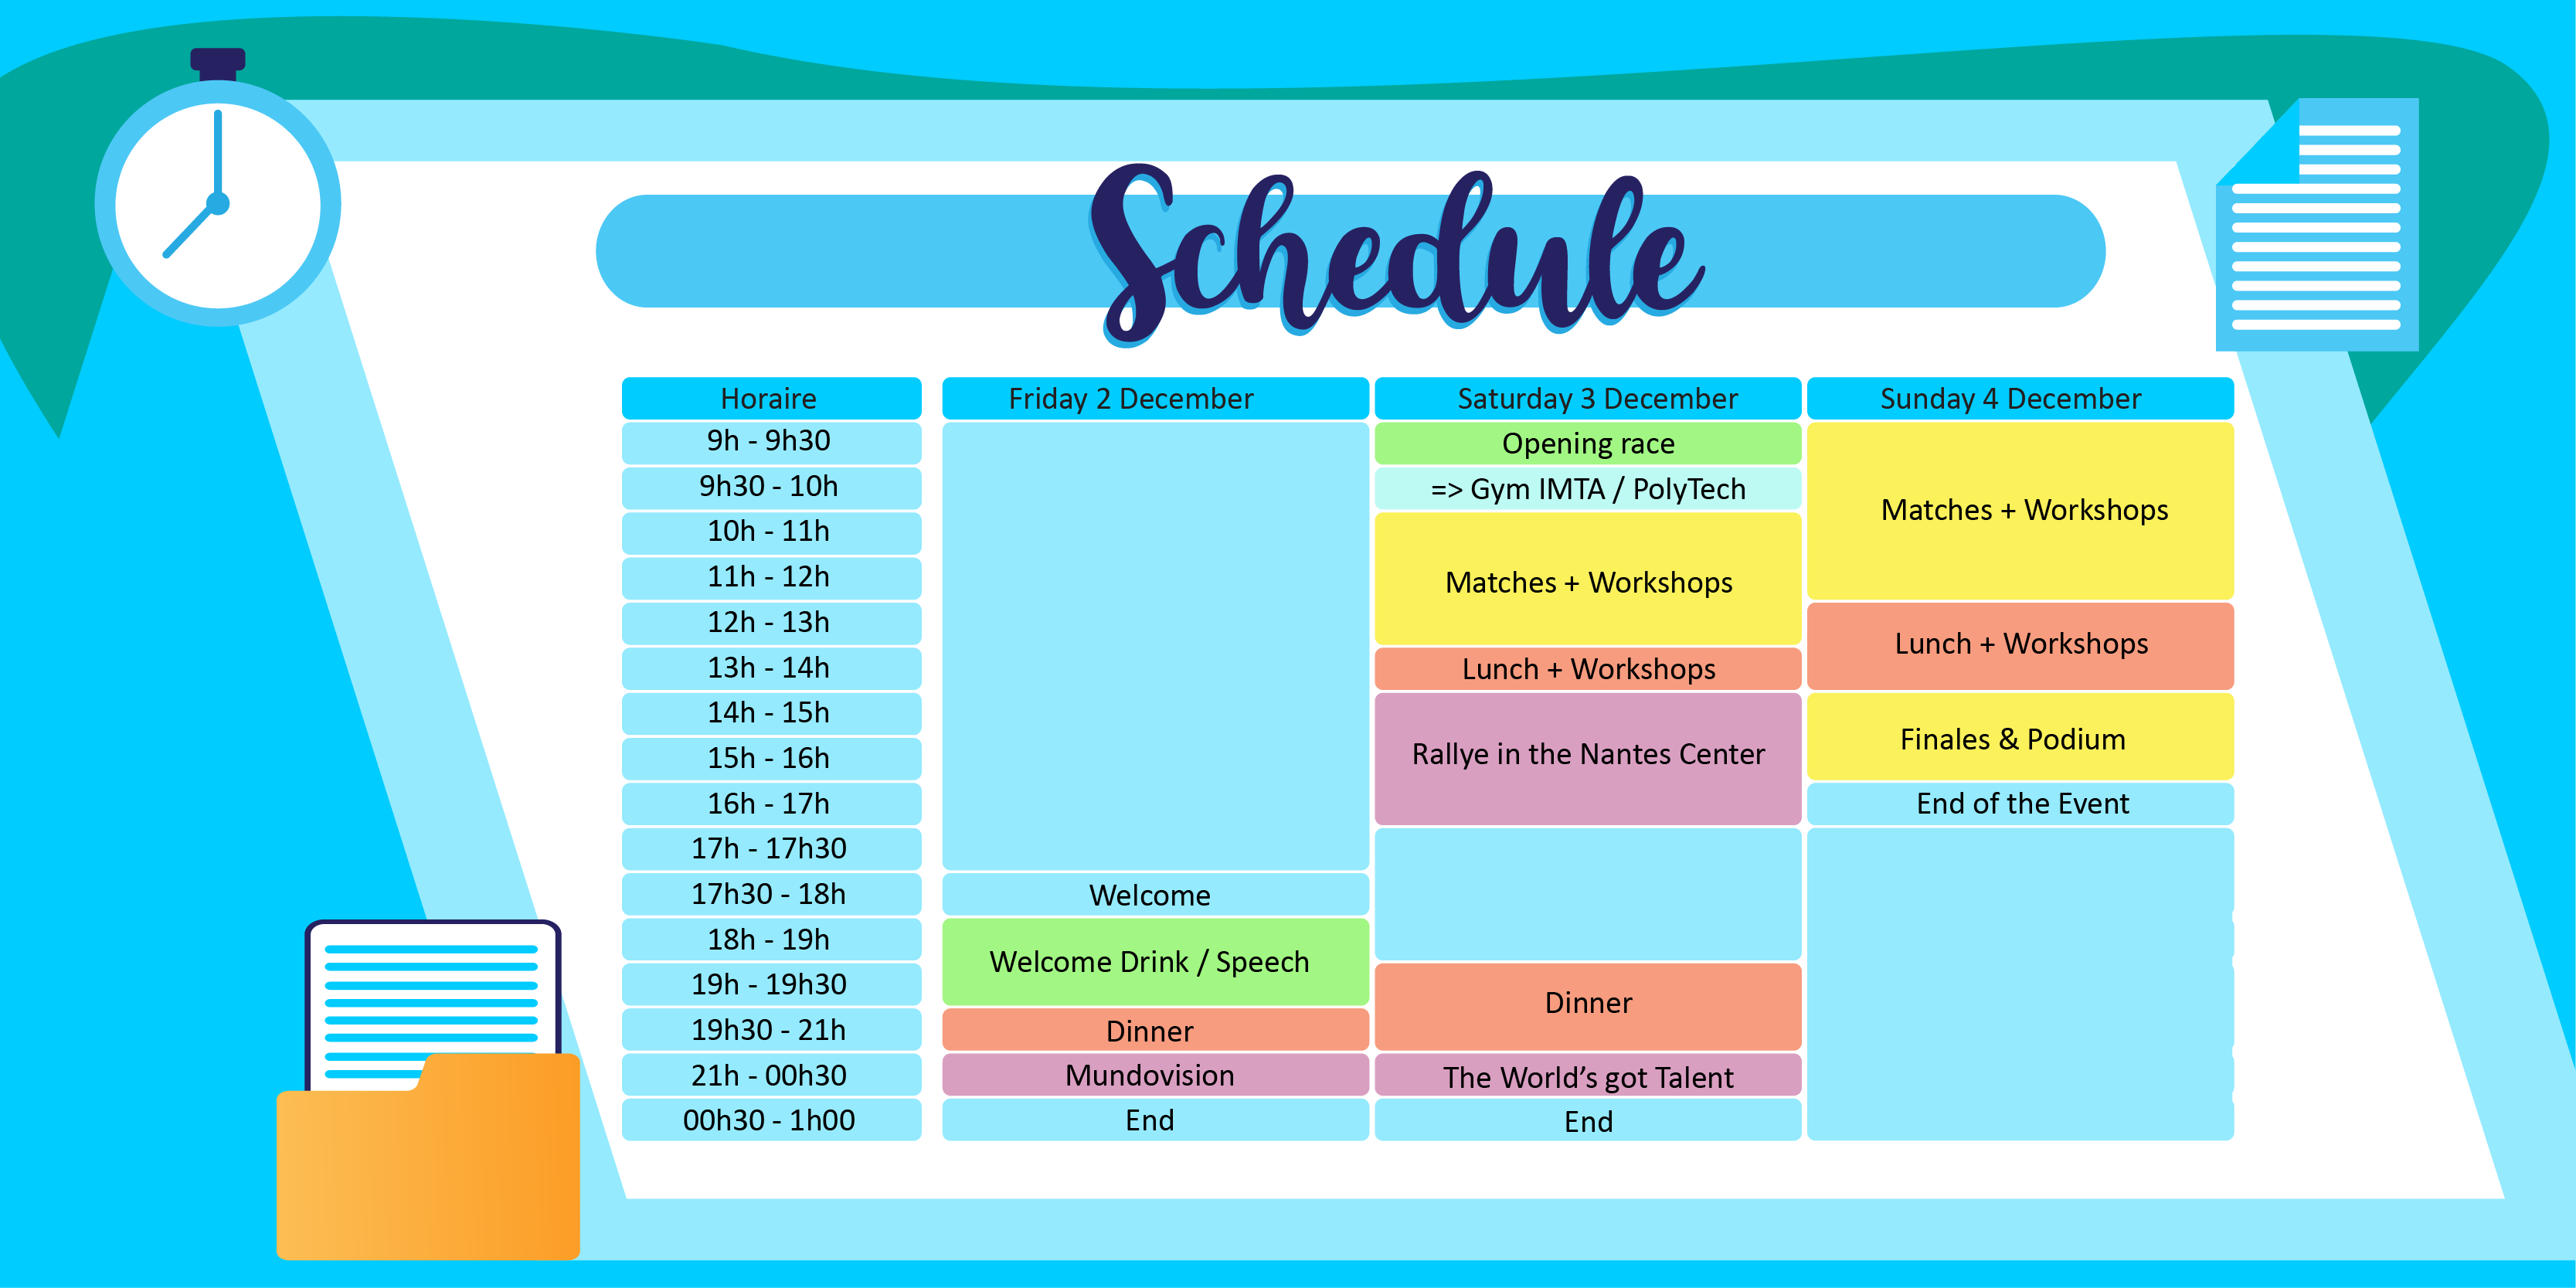 Schedule
Horaire Friday 2 December Saturday 3 December Sunday 4 December
9h - 9h30 Opening race
9h30 - 10h => Gym IMTA / PolyTech
Matches + Workshops
10h - 11h
11h - 12h Matches + Workshops
12h - 13h
Lunch + Workshops
13h - 14h Lunch + Workshops
14h - 15h
Finales & Podium
15h - 16h Rallye in the Nantes Center
16h - 17h End of the Event
17h - 17h30
17h30 - 18h Welcome
18h - 19h
Welcome Drink / Speech
19h - 19h30
Dinner
19h30 - 21h Dinner
21h - 00h30 Mundovision The World's got Talent
00h30 - 1h00 End End